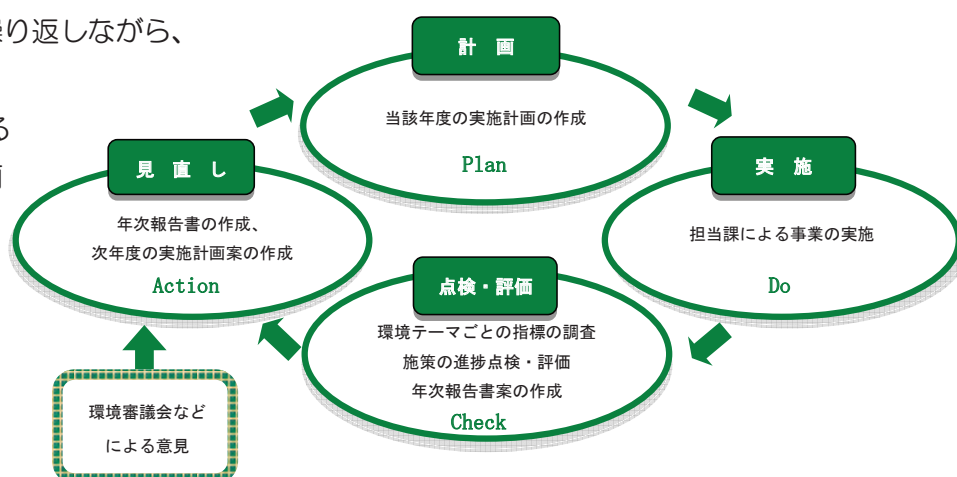 り返しながら、
る
計 画
当該年度の実施計画の作成
Plan
見 直 し
年次報告書の作成、
次年度の実施計画案の作成
Action
実 施
担当課による事業の実施
Do
点検・評価
環境テーマごとの指標の調査
施策の進捗点検・評価
年次報告書案の作成
Check
環境審議会など
による意見